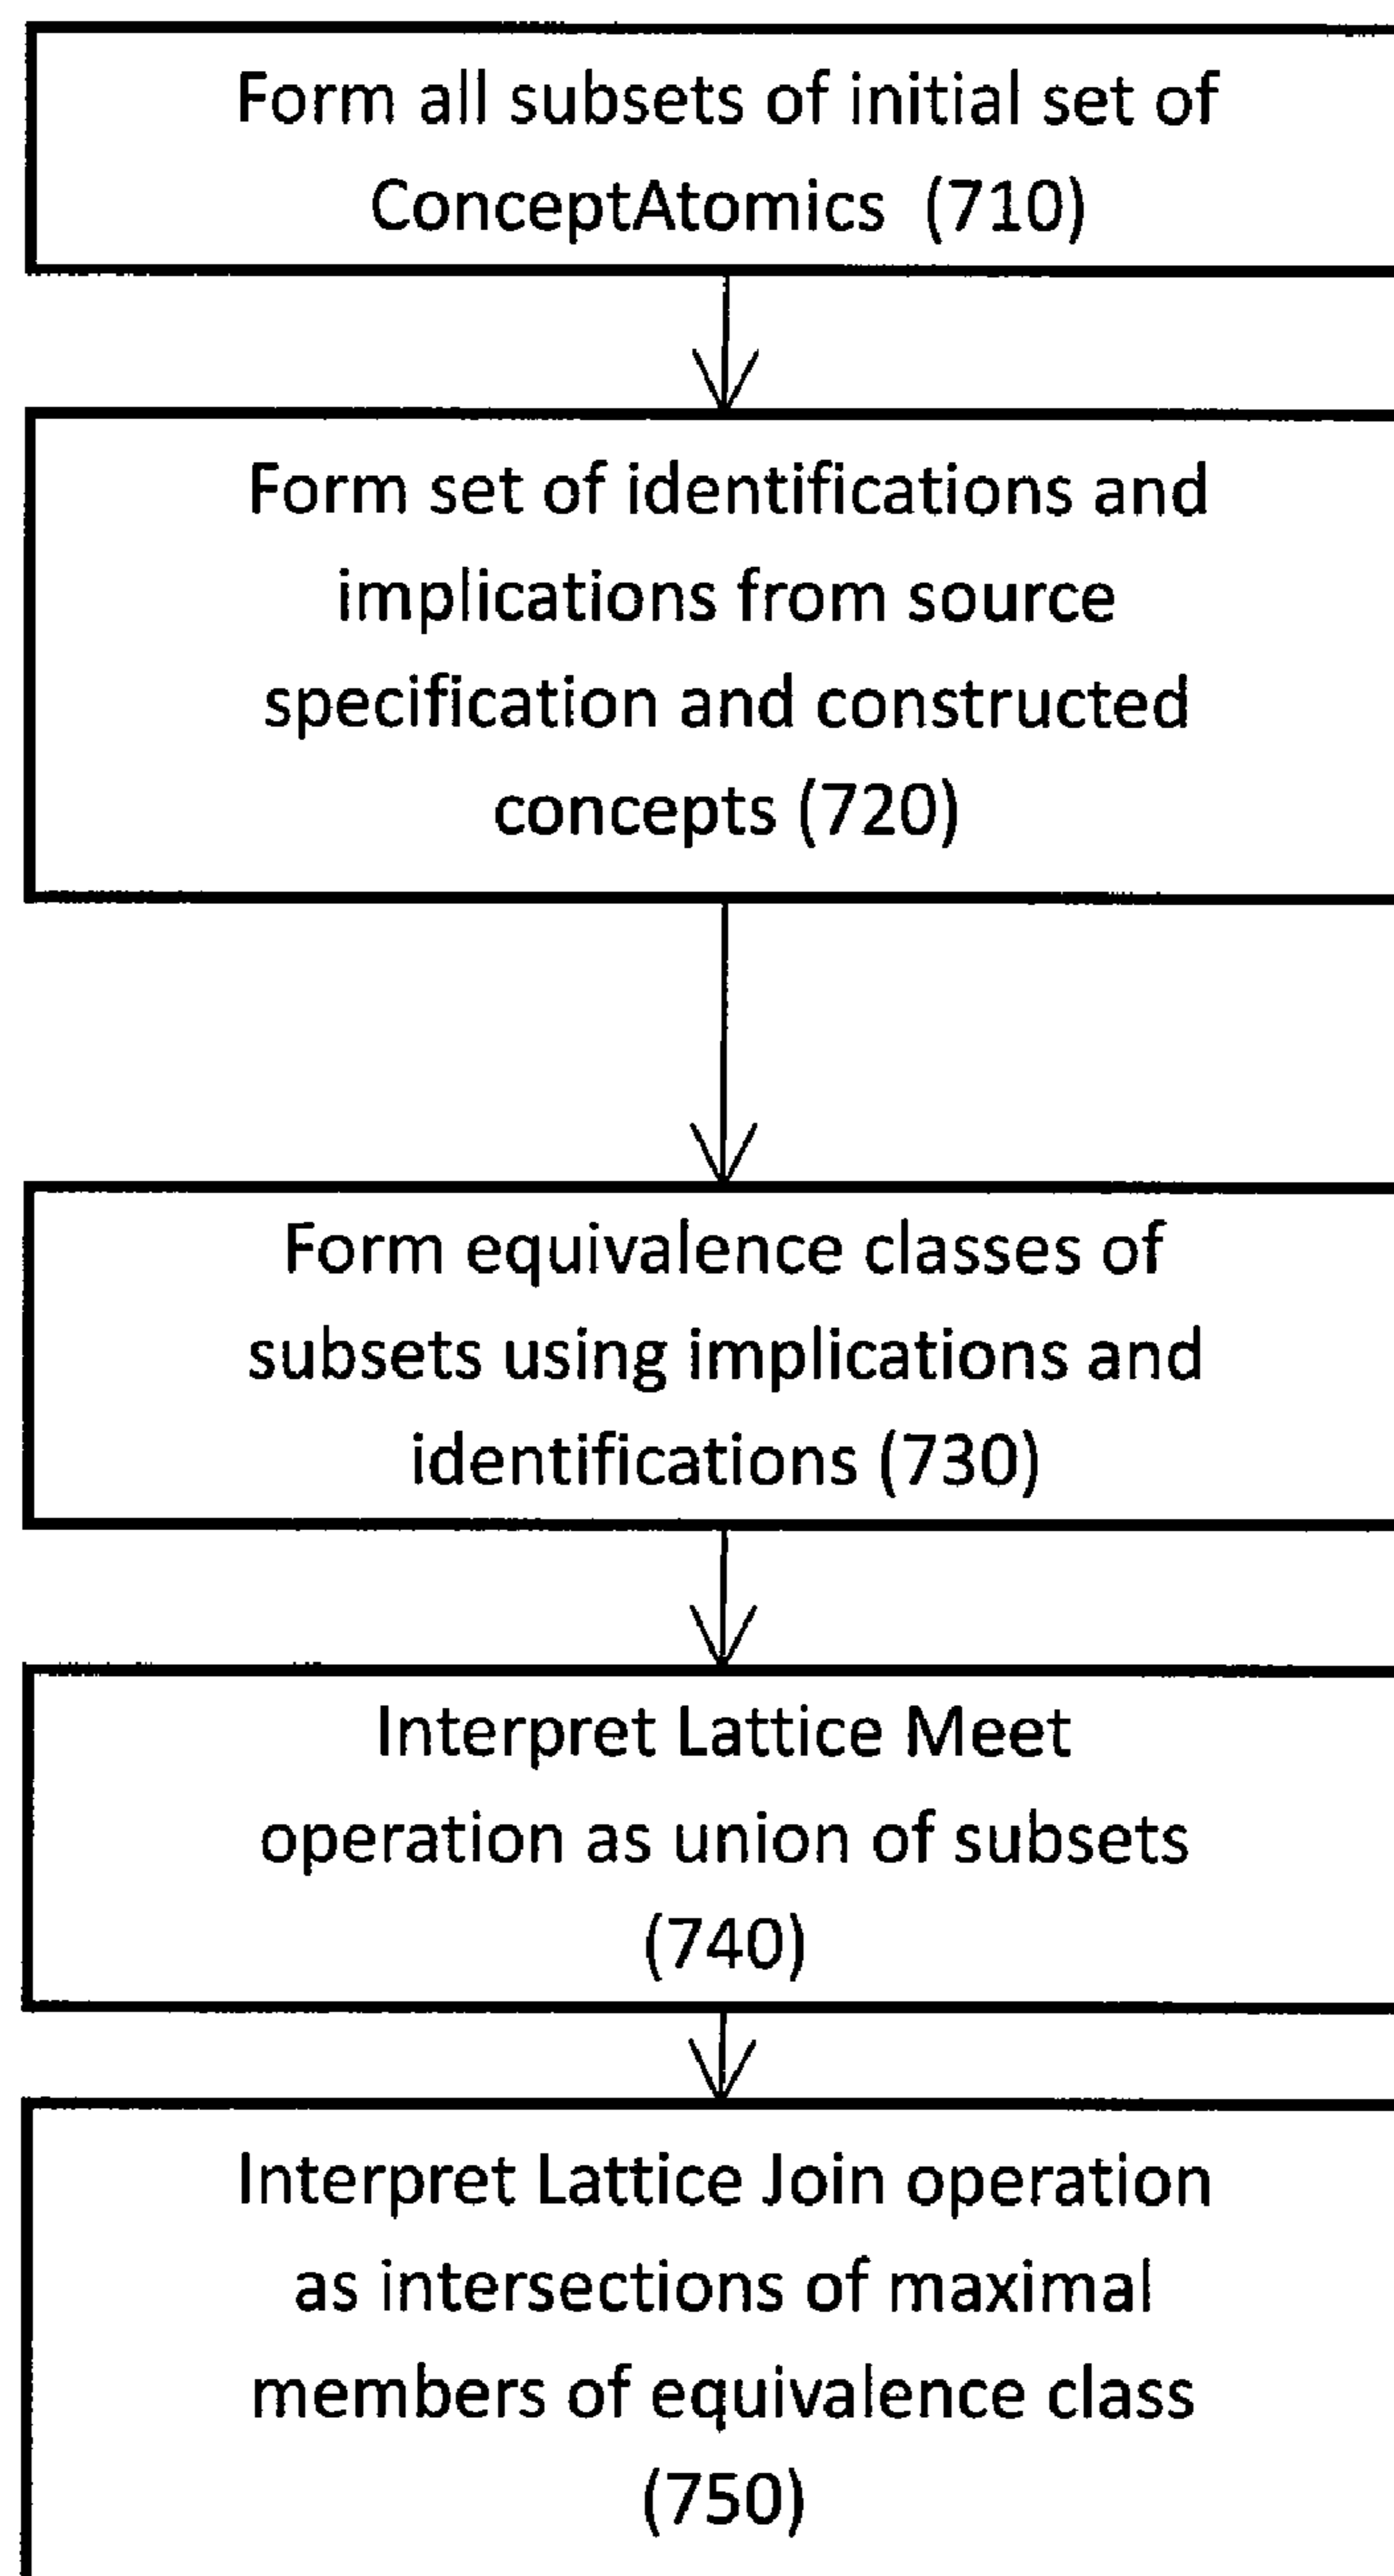 Form all subsets of initial set of
ConceptAtomics (710)
Form set of identifications and
implications from source
specification and constructed
concepts (720)
Form equivalence classes of
subsets using implications and
identifications (730)
Interpret Lattice Meet
operation as union of subsets
(740)
Interpret Lattice Join operation
as intersections of maximal
members of equivalence class
(750)